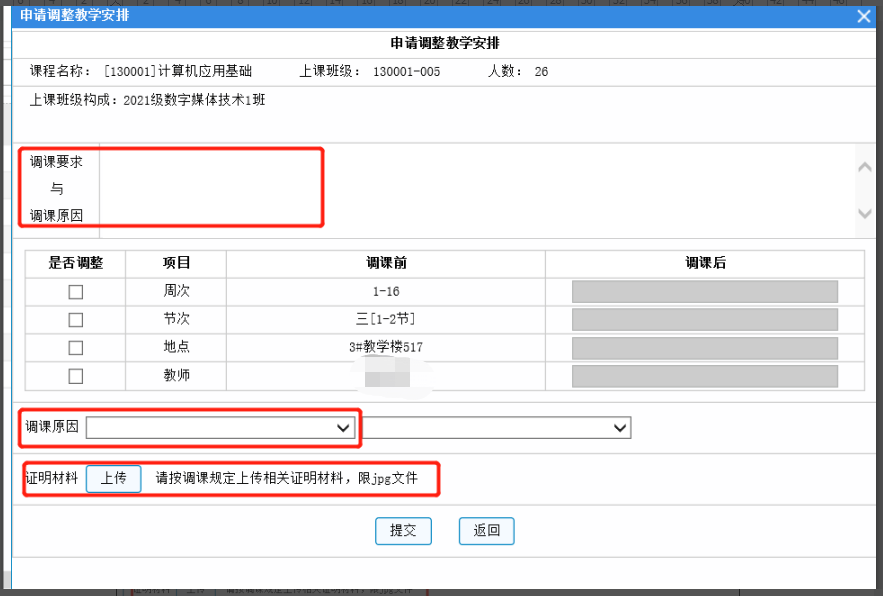 申请调整教学安排
申请调整教学安排
课程名称： [130001]计算机应用基础 上课班级： 130001-005 人数： 26
上课班级构成：2021级数字媒体技术1班
调课要求
与
调课原因
是否调整 项目 调课前 调课后
周次 1-16
节次 三[1-2节]
地点 3#教学楼517
教师
调课原因
证明材料 上传 请按调课规定上传相关证明材料，限jpg文件
提交 返回